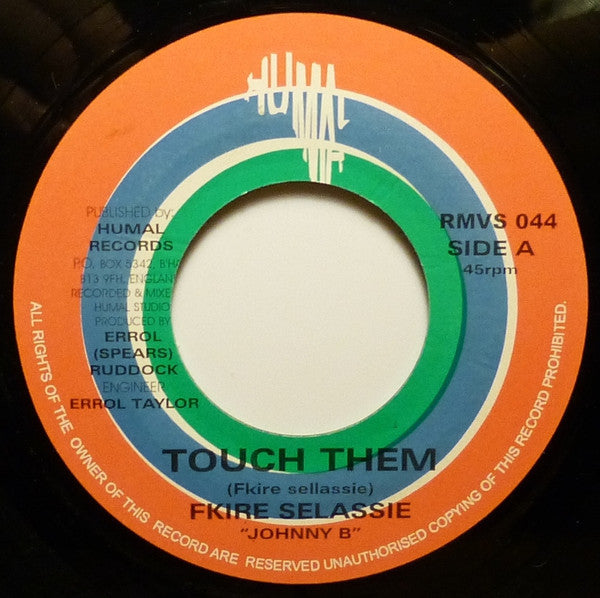 HUMAL
PUBLISHED by:
HUMAL
RECORDS
P.O. BOX 5342, B'HA
B13 9FH, ENGLAN
RECORDED & MIXE
HUMAL STUDIO
PRODUCED BY
ERROL
(SPEARS)
RUDDOCK
ENGINEER
ERROL TAYLOR
RMVS 044
SIDE A
45rpm
TOUCH THEM
(Fkire sellassie)
FKIRE SELASSIE
"JOHNNY B"
ALL RIGHTS OF THE OWNER OF THIS RECORD ARE RESERVED UNAUTHORISED COPYING OF THIS RECORD PROHIBITED.